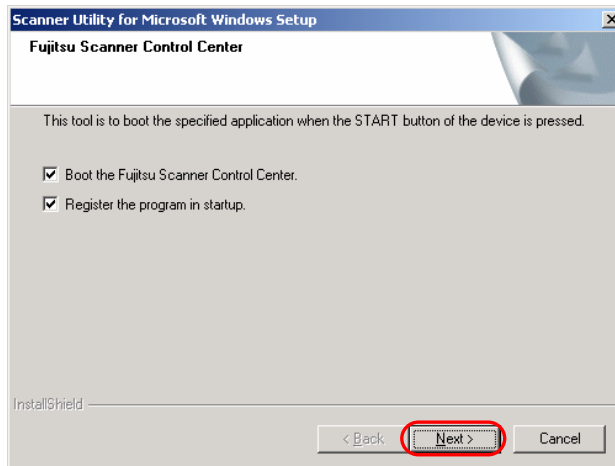 Scanner Utility for Microsoft Windows Setup
Fujitsu Scanner Control Center
This tool is to boot the specified application when the START button of the device is pressed.
Boot the Fujitsu Scanner Control Center.
Register the program in startup.
InstallShield
< Back
Next >
Cancel